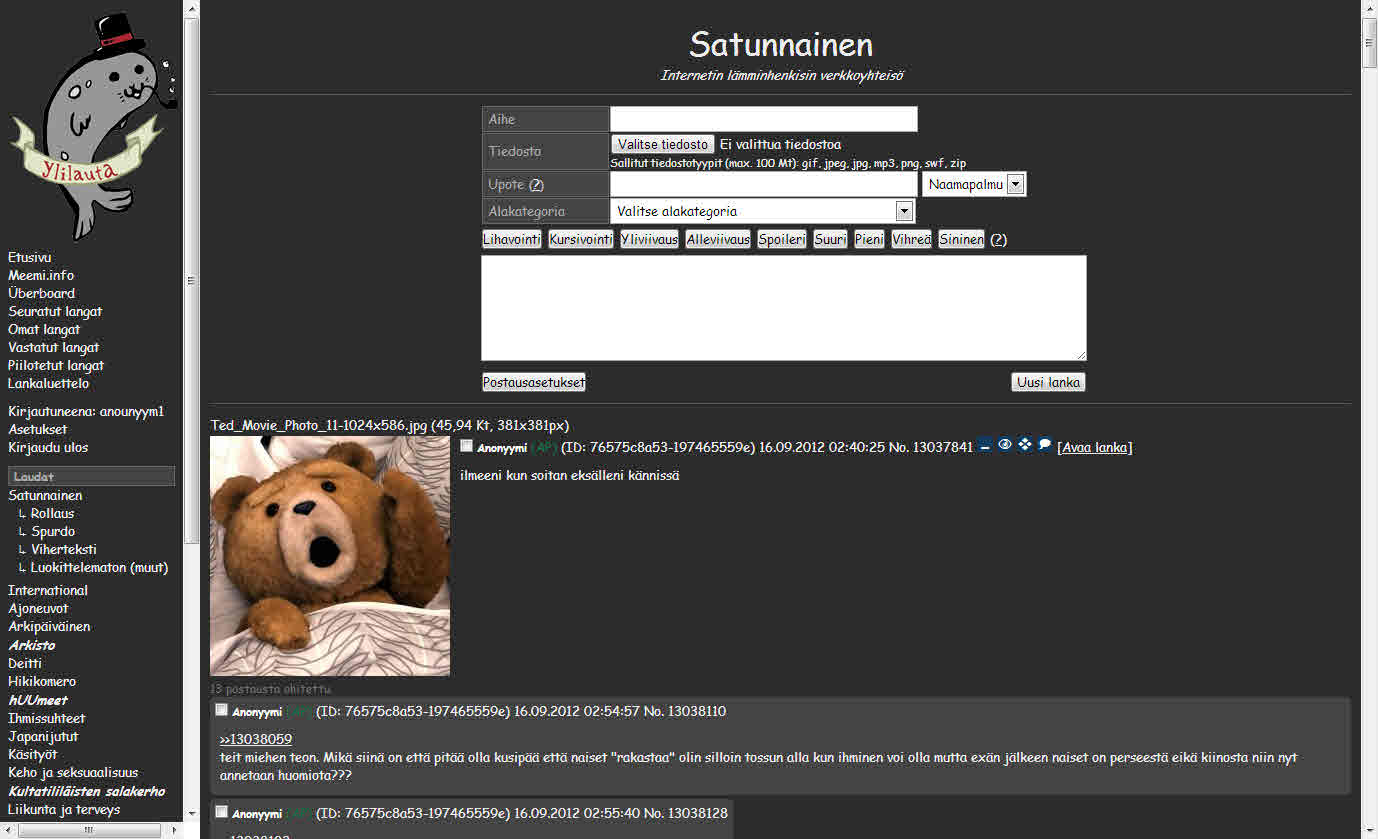 Ylilauta
Etusivu
Meemi.info
Überboard
Seuratut langat
Omat langat
Vastatut langat
Piilotetut langat
Lankaluettelo
Kirjautuneena: anounyym1
Asetukset
Kirjaudu ulos
Laudat
Satunnainen
↳ Rollaus
↳ Spurdo
↳ Viherteksti
↳ Luokittelematon (muut)
International
Ajoneuvot
Arkipäiväinen
Arkisto
Deitti
Hikikomero
hUUmeet
Ihmissuhteet
Japanijutut
Käsityöt
Keho ja seksuaalisuus
Kultatililäisten salakerho
Liikunta ja terveys
Satunnainen
Internetin lämminhenkisin verkkoyhteisö
Aihe
Tiedosto Valitse tiedosto Ei valittua tiedostoa
Sallitut tiedostotyypit (max. 100 Mt): gif, jpeg, jpg, mp3, png, swf, zip
Upote (?) Naamapalmu
Alakategoria Valitse alakategoria
Lihavointi Kursivointi Yliviivaus Alleviivaus Spoileri Suuri Pieni Vihreä Sininen (?)
Postausasetukset Uusi lanka
Ted_Movie_Photo_11-1024x586.jpg (45,94 Kt, 381x381px)
Anonyymi (AP) (ID: 76575c8a53-197465559e) 16.09.2012 02:40:25 No. 13037841 [Avaa lanka]
ilmeeni kun soitan eksälleni kännissä
13 postausta ohitettu.
Anonyymi (AP) (ID: 76575c8a53-197465559e) 16.09.2012 02:54:57 No. 13038110
>>13038059
teit miehen teon. Mikä siinä on että pitää olla kusipää että naiset "rakastaa" olin silloin tossun alla kun ihminen voi olla mutta exän jälkeen naiset on perseestä eikä kiinosta niin nyt
annetaan huomiota???
Anonyymi (AP) (ID: 76575c8a53-197465559e) 16.09.2012 02:55:40 No. 13038128